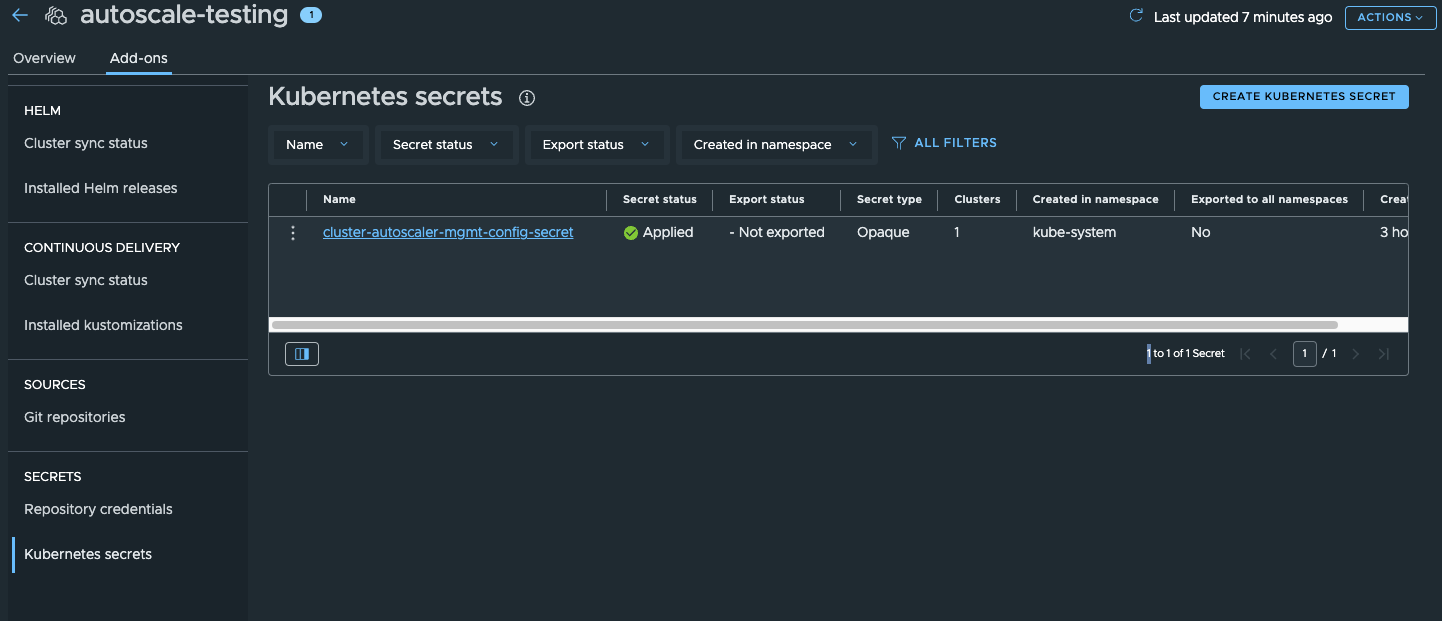 autoscale-testing 1
Last updated 7 minutes ago
ACTIONS
Overview
Add-ons
HELM
Cluster sync status
Installed Helm releases
CONTINUOUS DELIVERY
Cluster sync status
Installed kustomizations
SOURCES
Git repositories
SECRETS
Repository credentials
Kubernetes secrets
Kubernetes secrets
CREATE KUBERNETES SECRET
Name
Secret status
Export status
Created in namespace
ALL FILTERS
Name Secret status Export status Secret type Clusters Created in namespace Exported to all namespaces Creat
cluster-autoscaler-mgmt-config-secret Applied - Not exported Opaque 1 kube-system No 3 ho
1 to 1 of 1 Secret
1 / 1